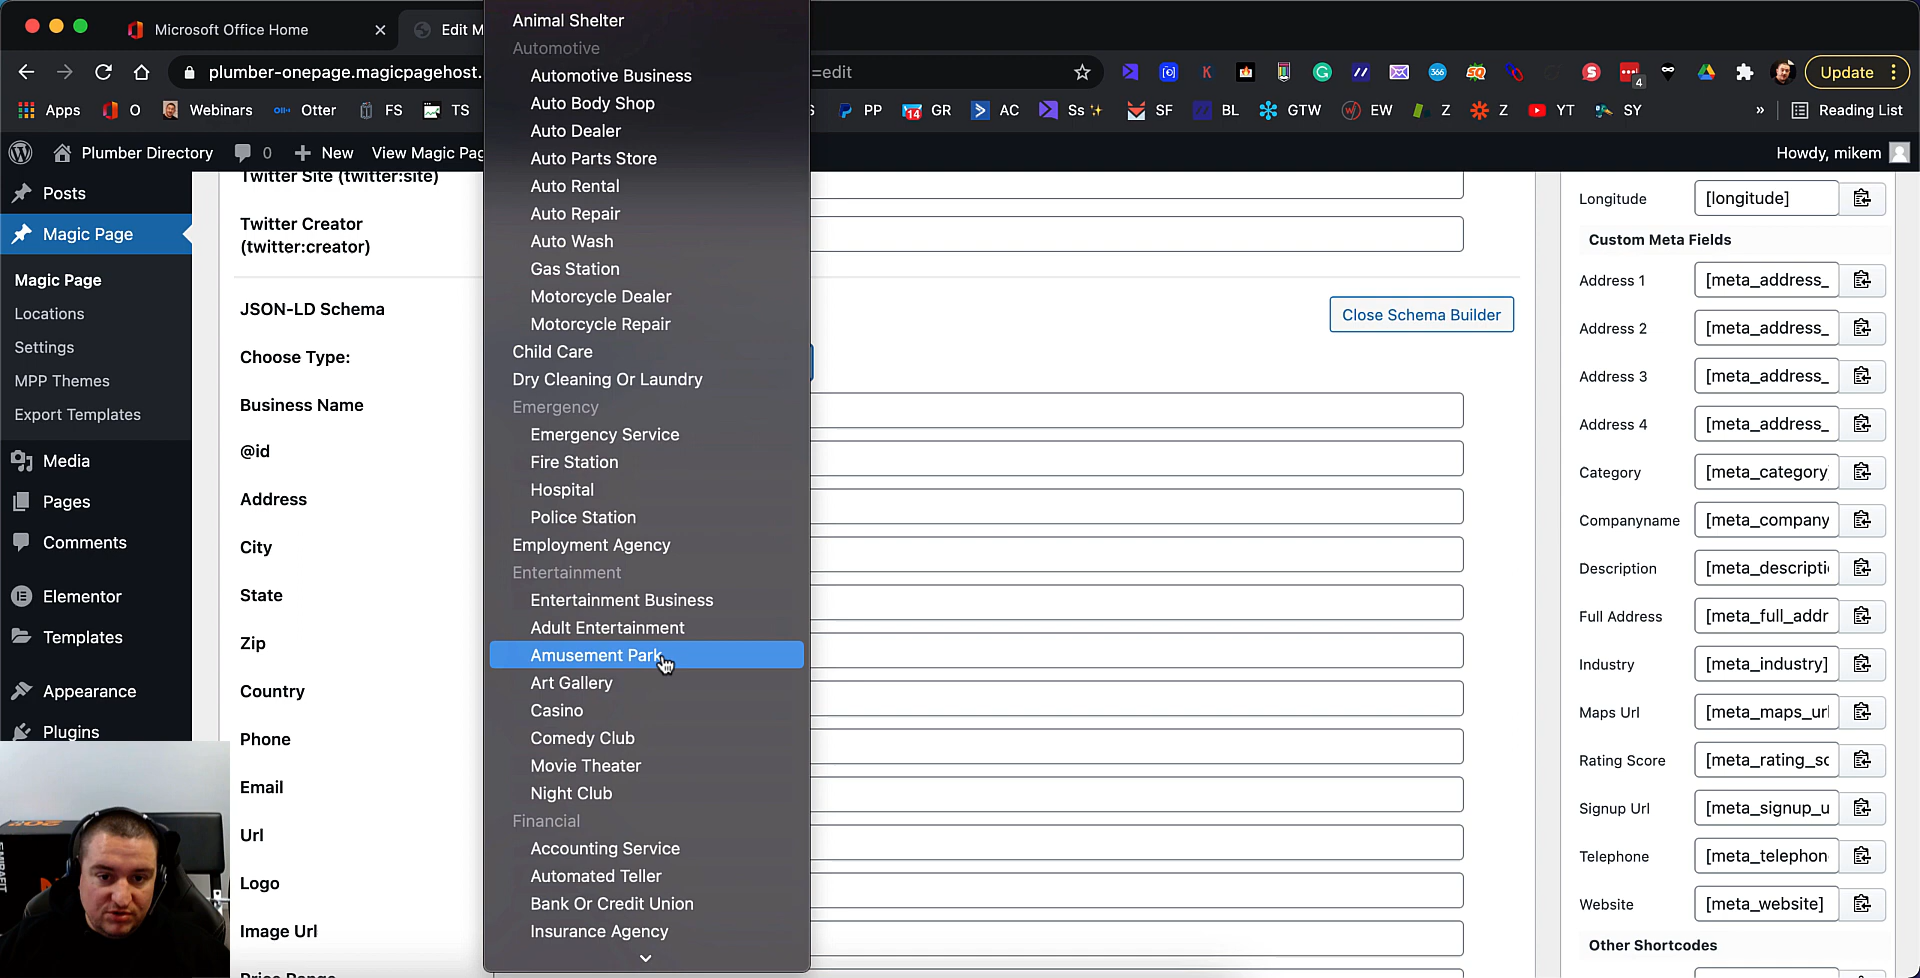 Microsoft Office Home
Edit M
plumber-onepage.magicpagehost.
=edit
4
Update
Apps
O
Webinars
Otter
FS
TS
S
PP
14
GR
AC
Ss
SF
BL
GTW
EW
Z
Z
YT
SY
»
Reading List
Plumber Directory
0
New
View Magic Pag
Howdy, mikem
Posts
Magic Page
Magic Page
Locations
Settings
MPP Themes
Export Templates
Media
Pages
Comments
Elementor
Templates
Appearance
Plugins
Twitter Site (twitter:site)
Twitter Creator
(twitter:creator)
JSON-LD Schema
Close Schema Builder
Choose Type:
Business Name
@id
Address
City
State
Zip
Country
Phone
Email
Url
Logo
Image Url
Price Range
Animal Shelter
Automotive
Automotive Business
Auto Body Shop
Auto Dealer
Auto Parts Store
Auto Rental
Auto Repair
Auto Wash
Gas Station
Motorcycle Dealer
Motorcycle Repair
Child Care
Dry Cleaning Or Laundry
Emergency
Emergency Service
Fire Station
Hospital
Police Station
Employment Agency
Entertainment
Entertainment Business
Adult Entertainment
Amusement Park
Art Gallery
Casino
Comedy Club
Movie Theater
Night Club
Financial
Accounting Service
Automated Teller
Bank Or Credit Union
Insurance Agency
Longitude [longitude]
Custom Meta Fields
Address 1 [meta_address_
Address 2 [meta_address_
Address 3 [meta_address_
Address 4 [meta_address_
Category [meta_category
Companyname [meta_company
Description [meta_descripti
Full Address [meta_full_addr
Industry [meta_industry]
Maps Url [meta_maps_url
Rating Score [meta_rating_sc
Signup Url [meta_signup_u
Telephone [meta_telephon
Website [meta_website]
Other Shortcodes